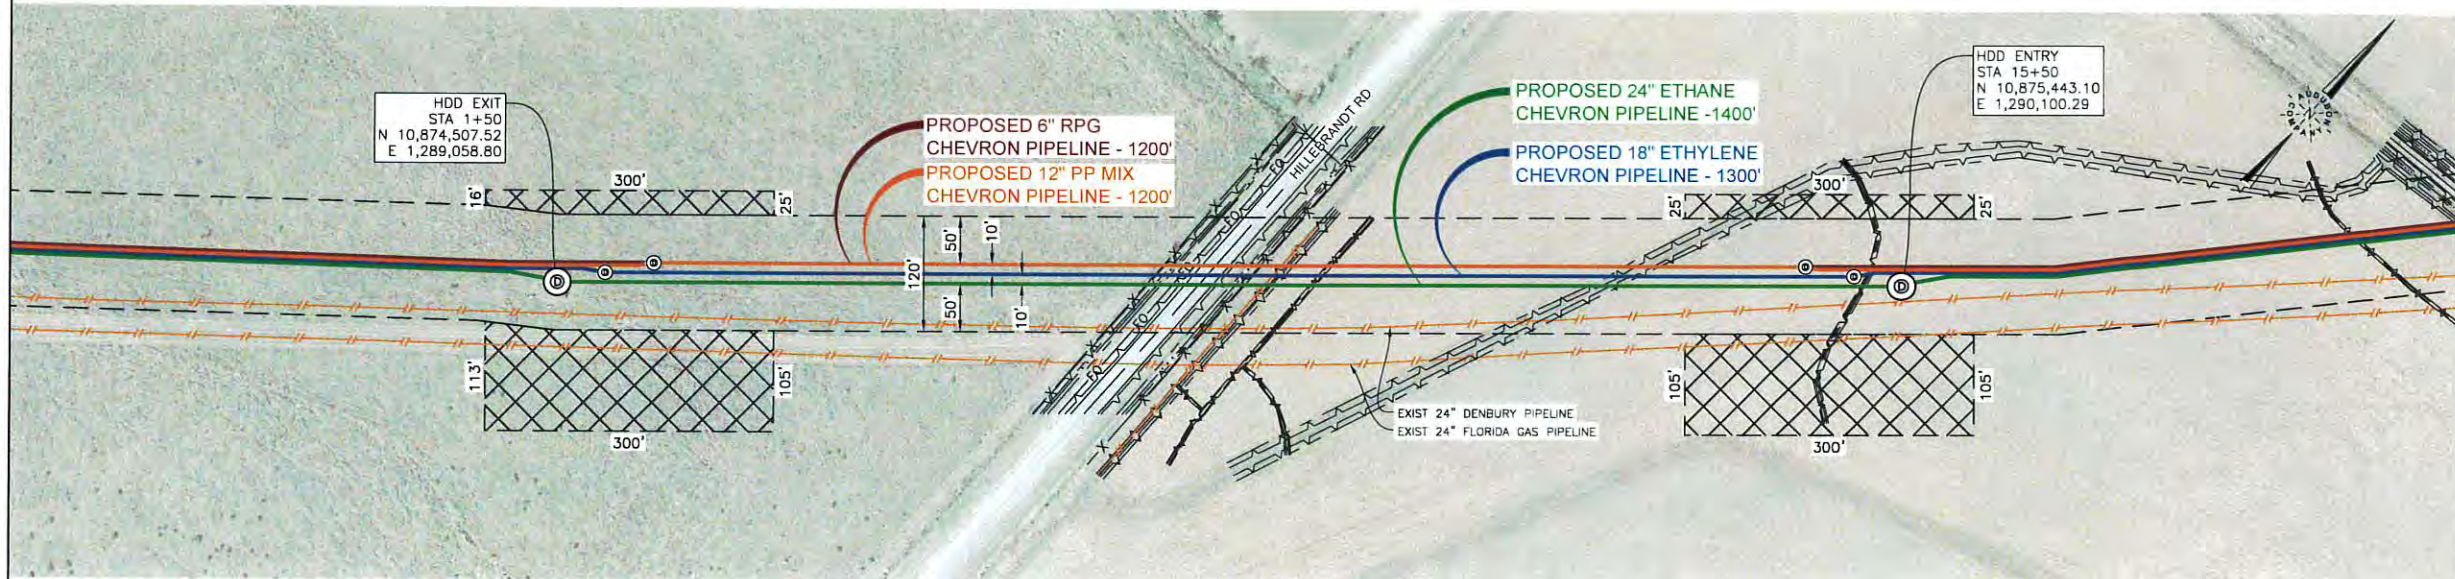 HDD EXIT
STA 1+50
N 10,874,507.52
E 1,289,058.80
PROPOSED 6" RPG
CHEVRON PIPELINE - 1200'
PROPOSED 12" PP MIX
CHEVRON PIPELINE - 1200'
HILLEBRANDT RD
FO
FO
FO
FO
PROPOSED 24" ETHANE
CHEVRON PIPELINE -1400'
PROPOSED 18" ETHYLENE
CHEVRON PIPELINE - 1300'
HDD ENTRY
STA 15+50
N 10,875,443.10
E 1,290,100.29
16'
300'
25'
120'
50'
10'
50'
10'
25'
300'
25'
D
D
113'
105'
300'
EXIST 24" DENBURY PIPELINE
EXIST 24" FLORIDA GAS PIPELINE
105'
105'
300'